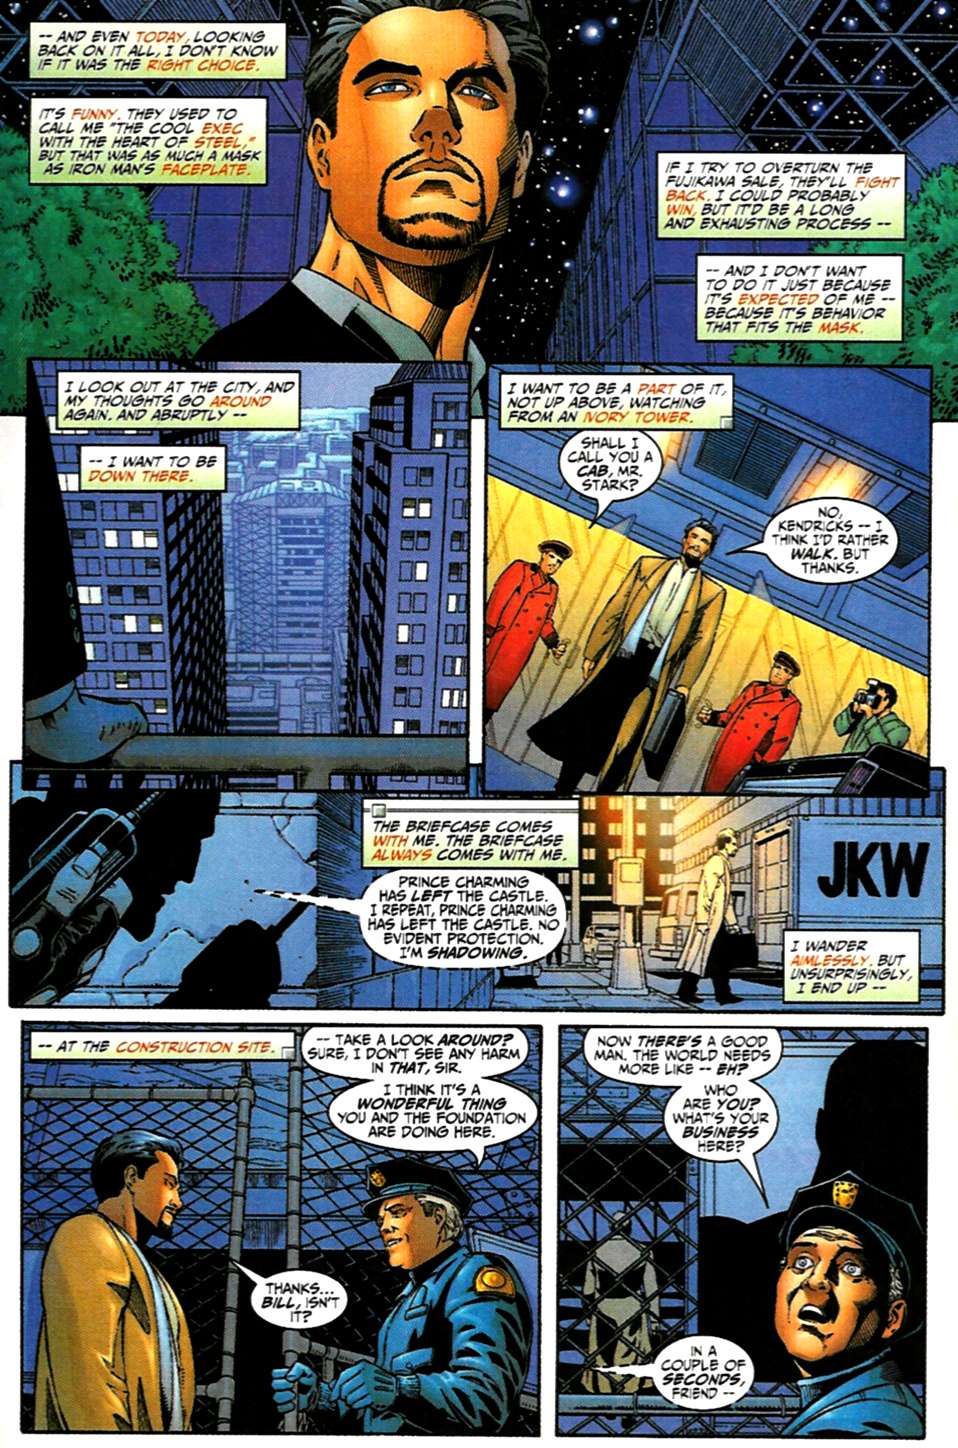 -- AND EVEN TODAY, LOOKING
BACK ON IT ALL, I DON'T KNOW
IF IT WAS THE RIGHT CHOICE.
IT'S FUNNY. THEY USED TO
CALL ME "THE COOL EXEC
WITH THE HEART OF STEEL,"
BUT THAT WAS AS MUCH A MASK
AS IRON MAN'S FACEPLATE.
IF I TRY TO OVERTURN THE
FUJIKAWA SALE, THEY'LL FIGHT
BACK. I COULD PROBABLY
WIN, BUT IT'D BE A LONG
AND EXHAUSTING PROCESS --
-- AND I DON'T WANT
TO DO IT JUST BECAUSE
IT'S EXPECTED OF ME --
BECAUSE IT'S BEHAVIOR
THAT FITS THE MASK.
I LOOK OUT AT THE CITY, AND
MY THOUGHTS GO AROUND
AGAIN. AND ABRUPTLY --
-- I WANT TO BE
DOWN THERE.
I WANT TO BE A PART OF IT,
NOT UP ABOVE, WATCHING
FROM AN IVORY TOWER.
SHALL I
CALL YOU A
CAB, MR.
STARK?
NO,
KENDRICKS -- I
THINK I'D RATHER
WALK. BUT
THANKS.
THE BRIEFCASE COMES
WITH ME. THE BRIEFCASE
ALWAYS COMES WITH ME.
PRINCE CHARMING
HAS LEFT THE CASTLE.
I REPEAT, PRINCE CHARMING
HAS LEFT THE CASTLE. NO
EVIDENT PROTECTION.
I'M SHADOWING.
JKW
I WANDER
AIMLESSLY. BUT
UNSURPRISINGLY,
I END UP --
-- AT THE CONSTRUCTION SITE.
-- TAKE A LOOK AROUND?
SURE, I DON'T SEE ANY HARM
IN THAT, SIR.
I THINK IT'S A
WONDERFUL THING
YOU AND THE FOUNDATION
ARE DOING HERE.
THANKS...
BILL, ISN'T
IT?
NOW THERE'S A GOOD
MAN. THE WORLD NEEDS
MORE LIKE -- EH?
WHO
ARE YOU?
WHAT'S YOUR
BUSINESS
HERE?
IN A
COUPLE OF
SECONDS,
FRIEND --